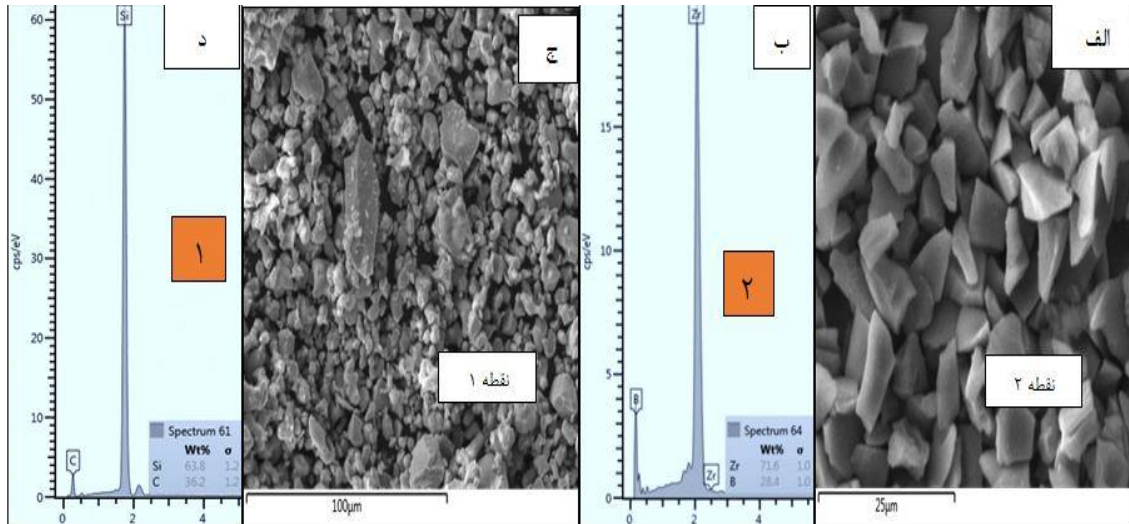 الف
نقطه ۲
25µm
ب
Zr
15
10
5
0
cps/eV
B
Zr
۲
Spectrum 64
Wt% σ
Zr 71.6 1.0
B 28.4 1.0
0 2 4
ج
نقطه ۱
100µm
د
Si
60
50
40
30
20
10
0
cps/eV
C
۱
Spectrum 61
Wt% σ
Si 63.8 1.2
C 36.2 1.2
0 2 4